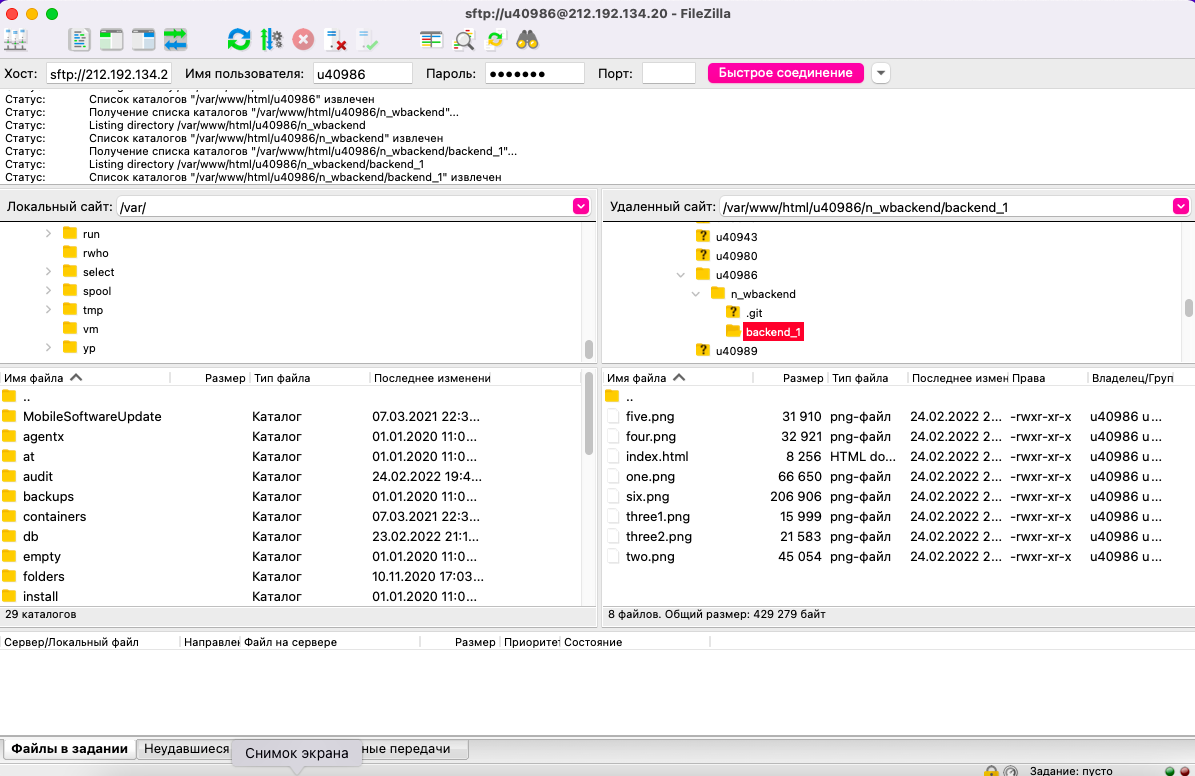 sftp://u40986@212.192.134.20 - FileZilla
Хост: sftp://212.192.134.2 Имя пользователя: u40986 Пароль: ●●●●●●● Порт: Быстрое соединение
Статус: Список каталогов "/var/www/html/u40986" извлечен
Статус: Получение списка каталогов "/var/www/html/u40986/n_wbackend"...
Статус: Listing directory /var/www/html/u40986/n_wbackend
Статус: Список каталогов "/var/www/html/u40986/n_wbackend" извлечен
Статус: Получение списка каталогов "/var/www/html/u40986/n_wbackend/backend_1"...
Статус: Listing directory /var/www/html/u40986/n_wbackend/backend_1
Статус: Список каталогов "/var/www/html/u40986/n_wbackend/backend_1" извлечен
Локальный сайт: /var/
run
rwho
select
spool
tmp
vm
yp
Имя файла Размер Тип файла Последнее изменени
..
MobileSoftwareUpdate Каталог 07.03.2021 22:3...
agentx Каталог 01.01.2020 11:0...
at Каталог 01.01.2020 11:0...
audit Каталог 24.02.2022 19:4...
backups Каталог 01.01.2020 11:0...
containers Каталог 07.03.2021 22:3...
db Каталог 23.02.2022 21:1...
empty Каталог 01.01.2020 11:0...
folders Каталог 10.11.2020 17:03...
install Каталог 01.01.2020 11:0...
29 каталогов
Удаленный сайт: /var/www/html/u40986/n_wbackend/backend_1
u40943
u40980
u40986
n_wbackend
.git
backend_1
u40989
Имя файла Размер Тип файла Последнее измен Права Владелец/Груп
..
five.png 31 910 png-файл 24.02.2022 2... -rwxr-xr-x u40986 u...
four.png 32 921 png-файл 24.02.2022 2... -rwxr-xr-x u40986 u...
index.html 8 256 HTML do... 24.02.2022 2... -rwxr-xr-x u40986 u...
one.png 66 650 png-файл 24.02.2022 2... -rwxr-xr-x u40986 u...
six.png 206 906 png-файл 24.02.2022 2... -rwxr-xr-x u40986 u...
three1.png 15 999 png-файл 24.02.2022 2... -rwxr-xr-x u40986 u...
three2.png 21 583 png-файл 24.02.2022 2... -rwxr-xr-x u40986 u...
two.png 45 054 png-файл 24.02.2022 2... -rwxr-xr-x u40986 u...
8 файлов. Общий размер: 429 279 байт
Сервер/Локальный файл Направлен Файл на сервере Размер Приоритет Состояние
Файлы в задании Неудавшиеся ные передачи
Снимок экрана
Задание: пусто